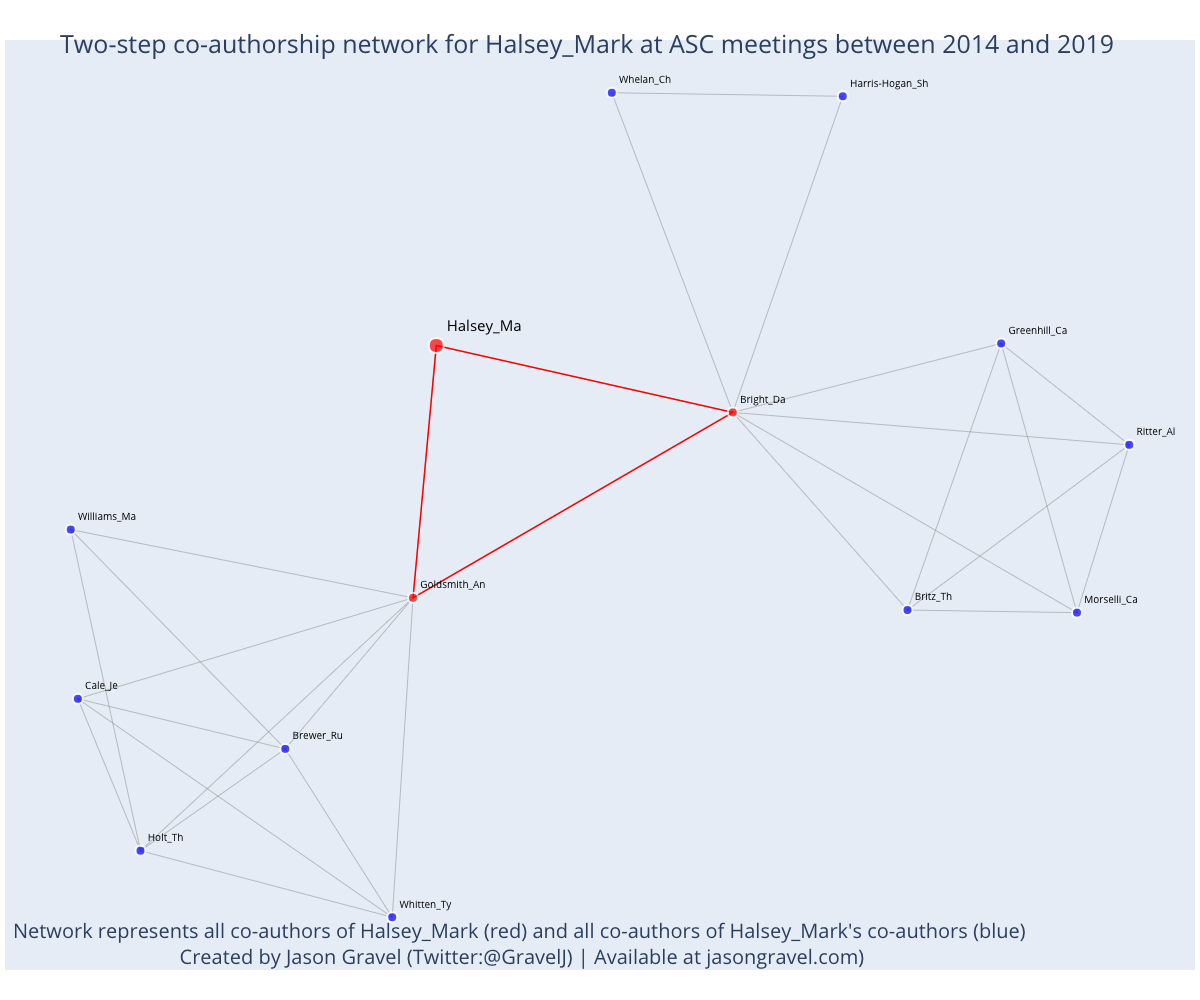 Two-step co-authorship network for Halsey_Mark at ASC meetings between 2014 and 2019
Whelan_Ch
Harris-Hogan_Sh
Halsey_Ma
Greenhill_Ca
Bright_Da
Ritter_Al
Williams_Ma
Goldsmith_An
Britz_Th
Morselli_Ca
Cale_Je
Brewer_Ru
Holt_Th
Whitten_Ty
Network represents all co-authors of Halsey_Mark (red) and all co-authors of Halsey_Mark's co-authors (blue)
Created by Jason Gravel (Twitter:@GravelJ) | Available at jasongravel.com)